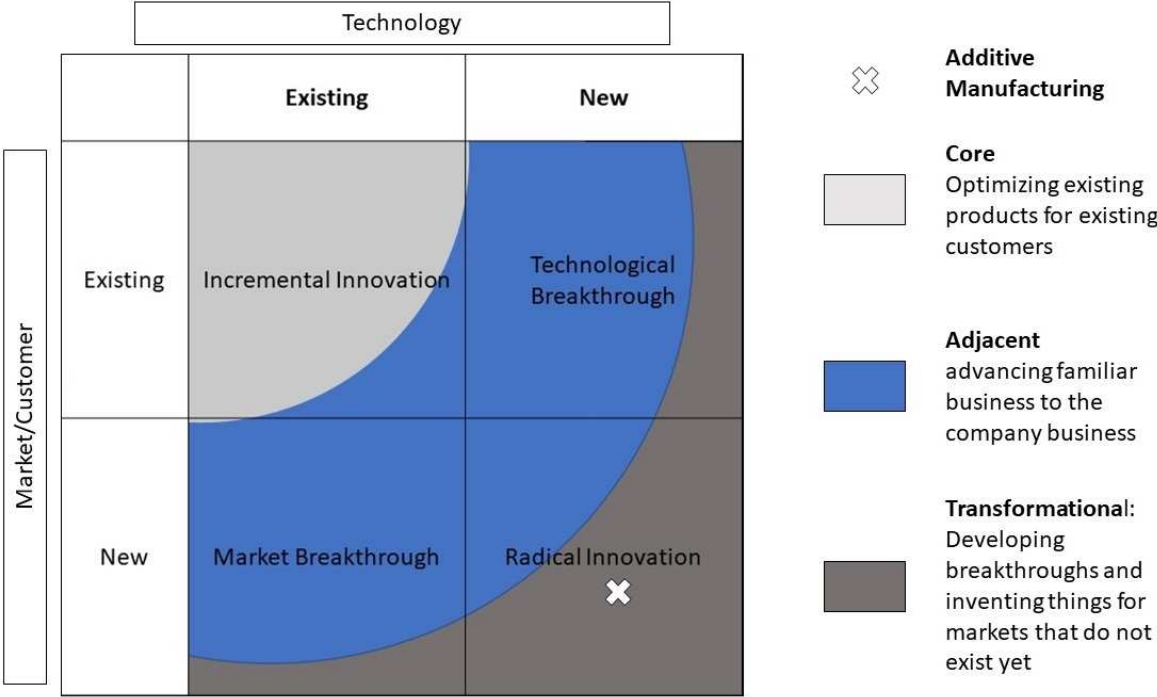 Technology
Existing
New
Market/Customer
Existing
Incremental Innovation
Technological
Breakthrough
New
Market Breakthrough
Radical Innovation
Additive
Manufacturing
Core
Optimizing existing
products for existing
customers
Adjacent
advancing familiar
business to the
company business
Transformational:
Developing
breakthroughs and
inventing things for
markets that do not
exist yet